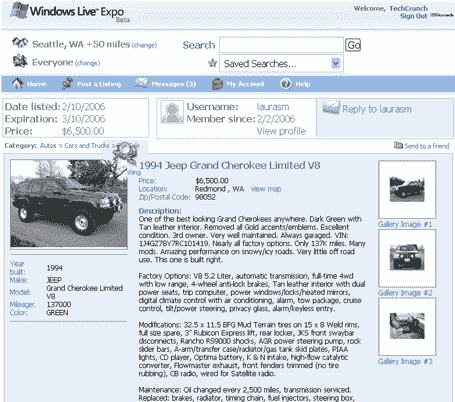 Windows Live™ Expo
Beta
Welcome, TechCrunch
Sign Out
Seattle, WA +50 miles (change)
Everyone (change)
Search
Go
Saved Searches...
Home
Post a Listing
Messages (3)
My Account
Help
Date listed: 2/10/2006
Expiration: 3/10/2006
Price: $6,500.00
Username: laurasm
Member since: 2/2/2006
View profile
Reply to laurasm
Category: Autos > Cars and Trucks >
Send to a friend
1994 Jeep Grand Cherokee Limited V8
Price: $6,500.00
Location: Redmond , WA view map
Zip/Postal Code: 98052
Description:
One of the best looking Grand Cherokees anywhere. Dark Green with
Tan leather interior. Removed all Gold accents/emblems. Excellent
condition. 3rd owner. Very well maintained. Always garaged. VIN:
1J4GZ78Y7RC101419. Nearly all factory options. Only 137K miles. Many
mods. Amazing performance on snowy/icy roads. Very little off road
use. This one is built right.
Factory Options: V8 5.2 Liter, automatic transmission, full-time 4wd
with low range, 4-wheel anti-lock brakes, Tan leather interior with dual
power seats, trip computer, power windows/locks/heated mirrors,
digital climate control with air conditioning, alarm, tow package, cruise
control, tilt/power steering, privacy glass, alarm/keyless entry.
Modifications: 32.5 x 11.5 BFG Mud Terrain tires on 15 x 8 Weld rims,
full size spare, 3" Rubicon Express lift, rear locker, JKS front swaybar
disconnects, Rancho RS9000 shocks, AGR power steering pump, rock
slider bars, A-arm/transfer case/radiator/gas tank skid plates, PIAA
lights, CD player, Optima battery, K & N intake, high-flow catalytic
converter, Flowmaster exhaust, front fenders trimmed (no tire
rubbing), CB radio, wired for Satellite radio.
Maintenance: Oil changed every 2,500 miles, transmission serviced.
Replaced: brakes, radiator, timing chain, fuel injectors, steering box,
Year built: 1994
Make: JEEP
Model: Grand Cherokee Limited V8
Mileage: 137000
Color: GREEN
Gallery Image #1
Gallery Image #2
Gallery Image #3